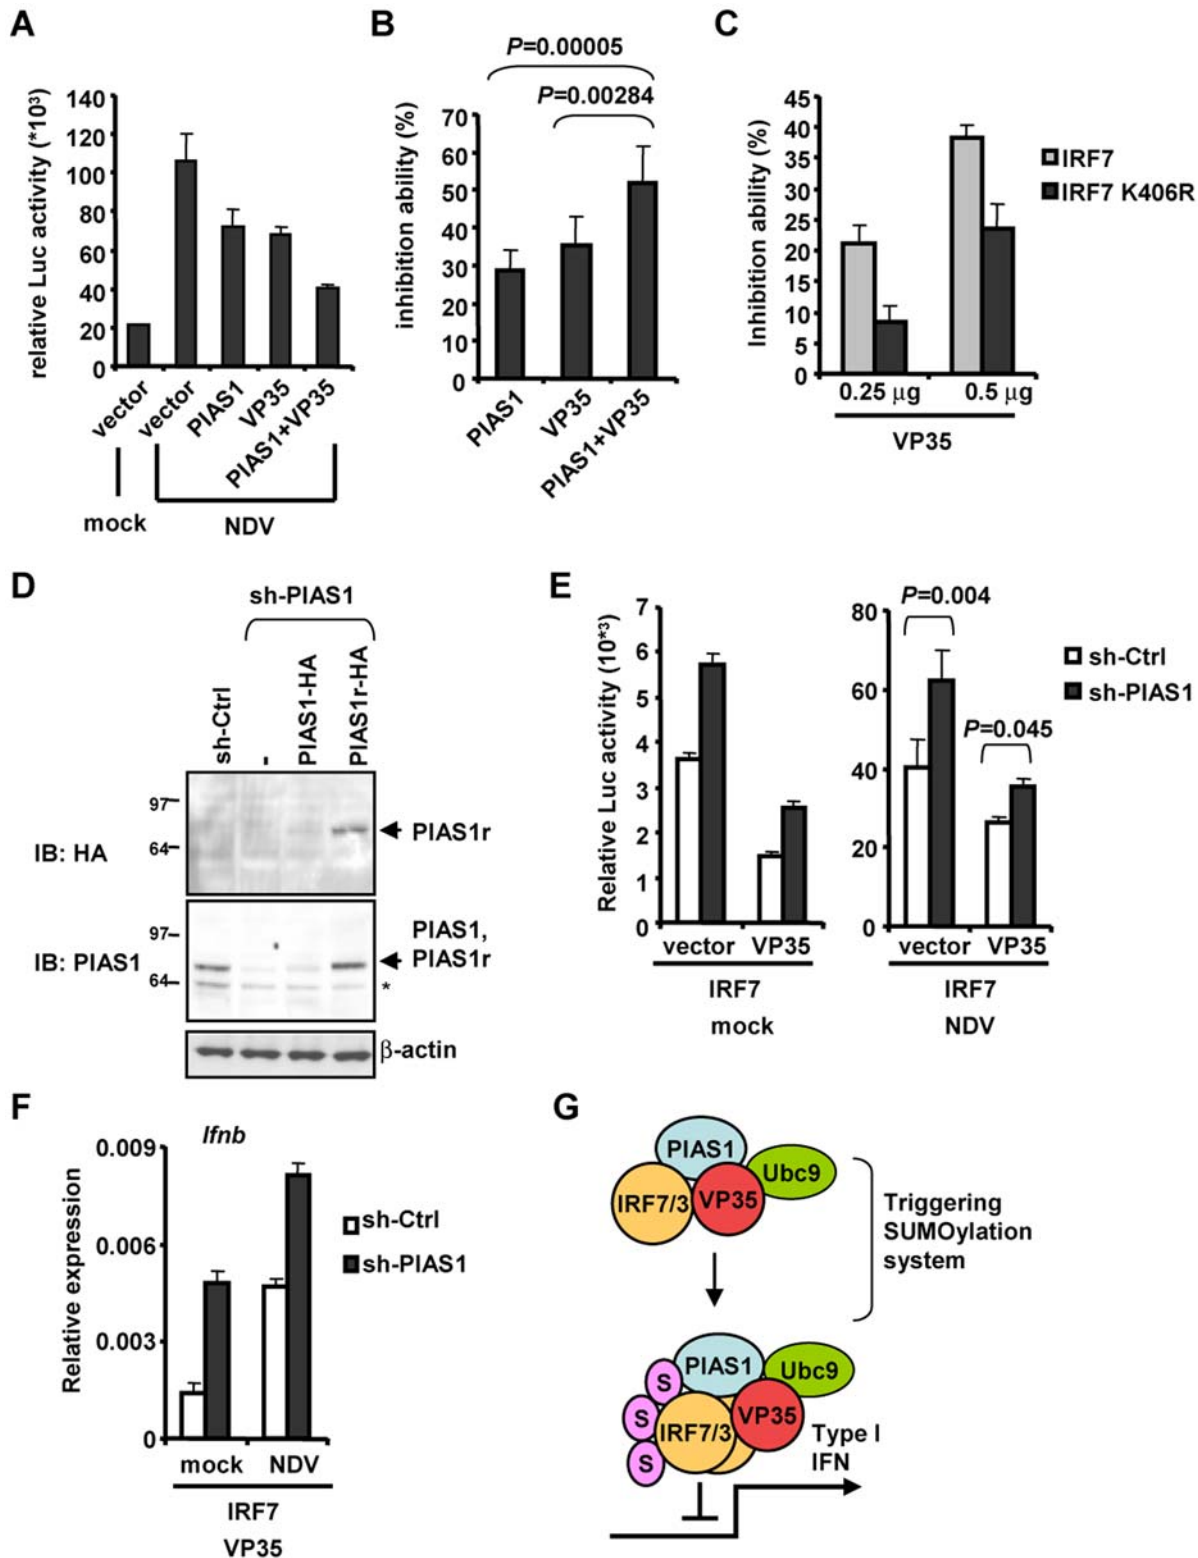 A
relative Luc activity (*10³)
140
120
100
80
60
40
20
0
vector
vector
PIAS1
VP35
PIAS1+VP35
mock
NDV
B
P=0.00005
P=0.00284
inhibition ability (%)
70
60
50
40
30
20
10
0
PIAS1
VP35
PIAS1+VP35
C
Inhibition ability (%)
45
40
35
30
25
20
15
10
5
0
IRF7
IRF7 K406R
0.25 μg
0.5 μg
VP35
D
sh-PIAS1
sh-Ctrl
-
PIAS1-HA
PIAS1r-HA
97
64
IB: HA
PIAS1r
97
64
IB: PIAS1
PIAS1,
PIAS1r
*
β-actin
E
Relative Luc activity (10*³)
7
6
5
4
3
2
1
0
vector
VP35
IRF7
mock
80
60
40
20
0
P=0.004
P=0.045
sh-Ctrl
sh-PIAS1
vector
VP35
IRF7
NDV
F
Ifnb
Relative expression
0.009
0.006
0.003
0
sh-Ctrl
sh-PIAS1
mock
NDV
IRF7
VP35
G
PIAS1
Ubc9
IRF7/3
VP35
Triggering
SUMOylation
system
PIAS1
Ubc9
S
S
S
IRF7/3
VP35
Type I
IFN